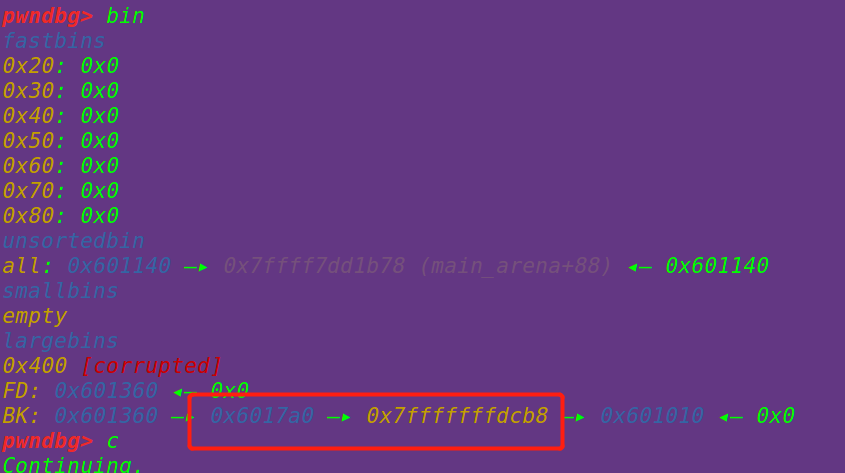 pwndbg> bin
fastbins
0x20: 0x0
0x30: 0x0
0x40: 0x0
0x50: 0x0
0x60: 0x0
0x70: 0x0
0x80: 0x0
unsortedbin
all: 0x601140 —▸ 0x7ffff7dd1b78 (main_arena+88) ◂— 0x601140
smallbins
empty
largebins
0x400 [corrupted]
FD: 0x601360 ◂— 0x0
BK: 0x601360 —▸ 0x6017a0 —▸ 0x7fffffffdcb8 —▸ 0x601010 ◂— 0x0
pwndbg> c
Continuing.